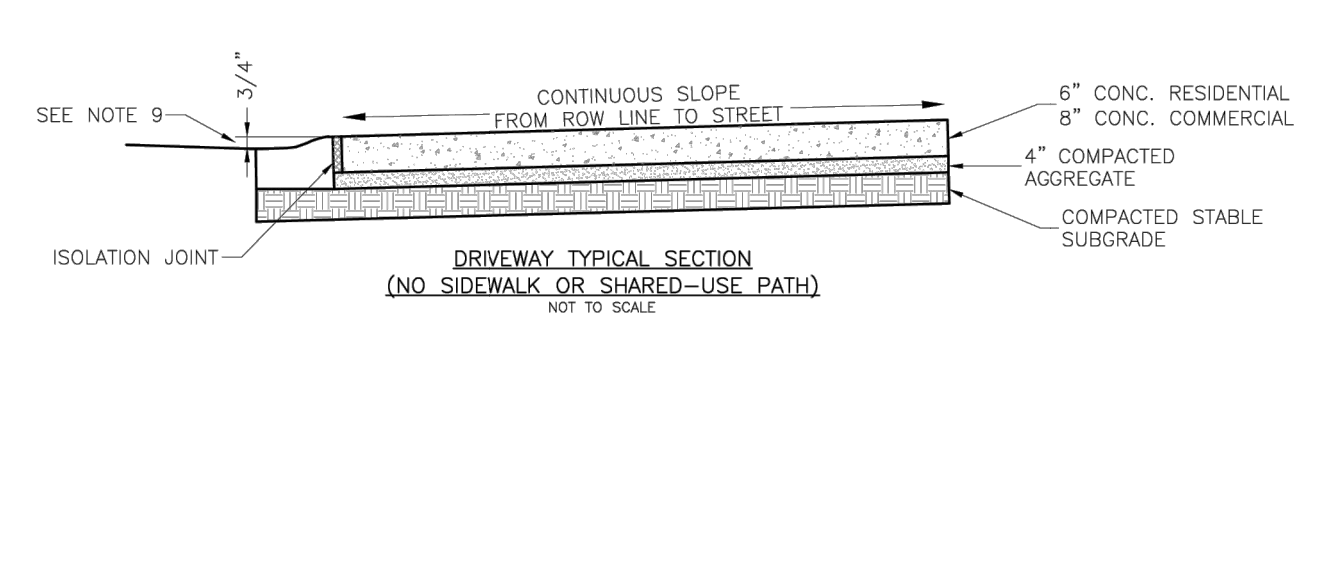 3/4”
SEE NOTE 9
CONTINUOUS SLOPE
FROM ROW LINE TO STREET
6” CONC. RESIDENTIAL
8” CONC. COMMERCIAL
4” COMPACTED
AGGREGATE
COMPACTED STABLE
SUBGRADE
ISOLATION JOINT
DRIVEWAY TYPICAL SECTION
(NO SIDEWALK OR SHARED–USE PATH)
NOT TO SCALE